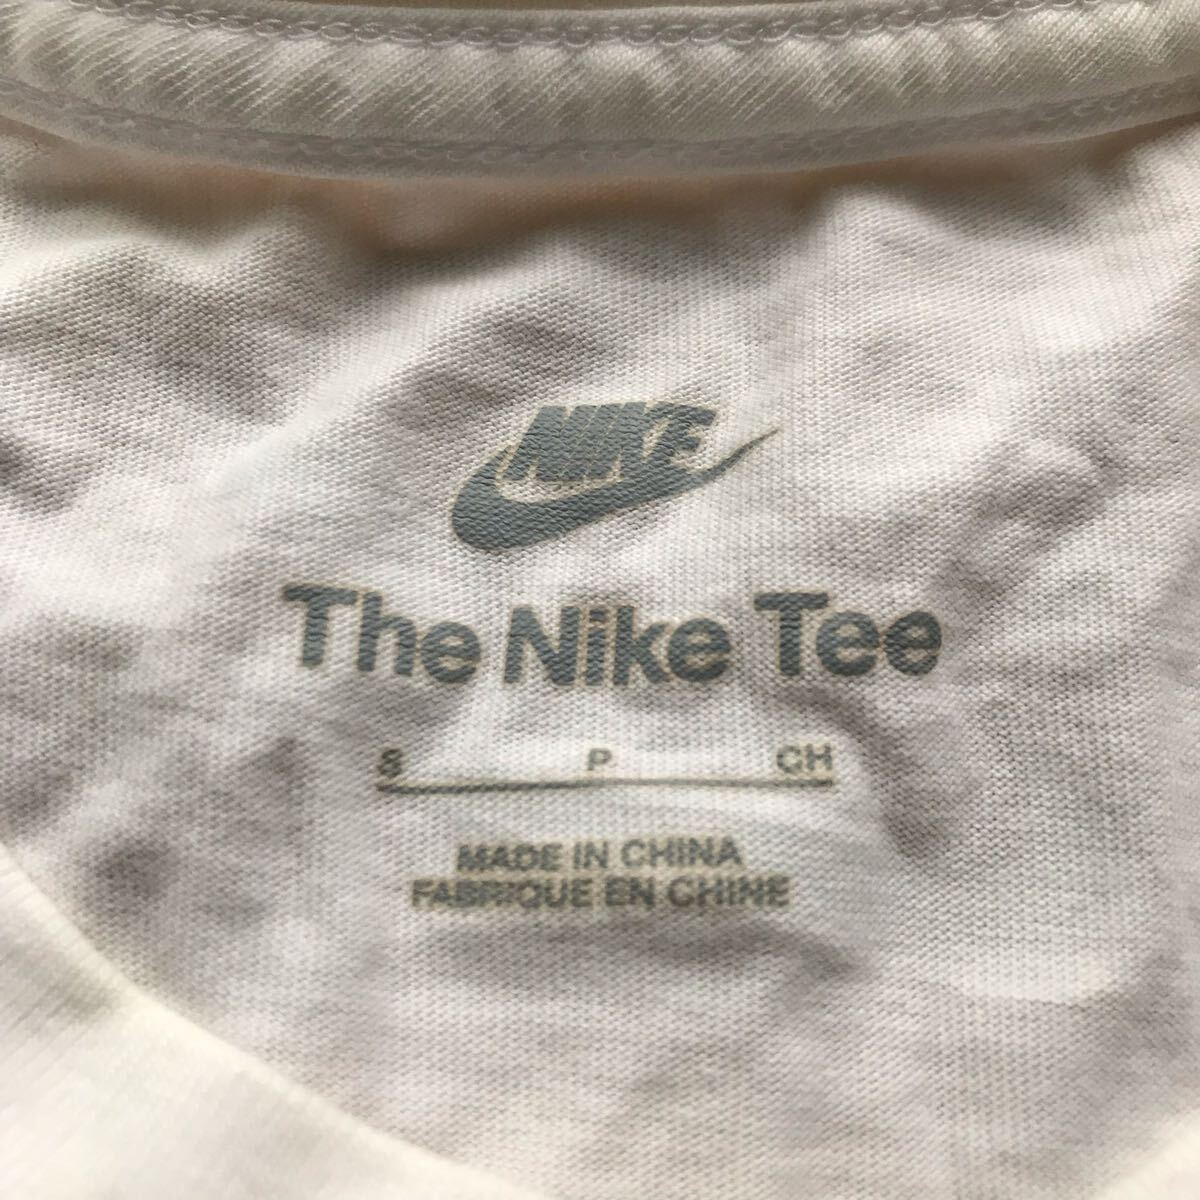 NIKE
The Nike Tee
S P CH
MADE IN CHINA
FABRIQUE EN CHINE